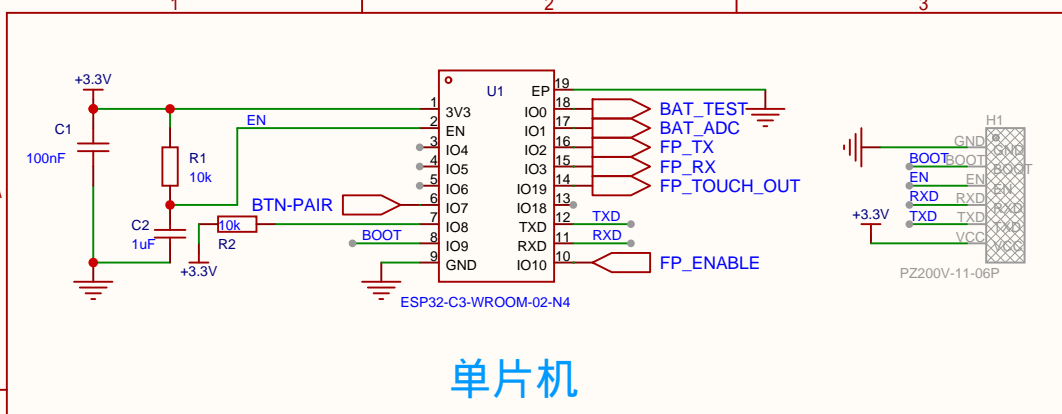 1
2
3
+3.3V
C1
100nF
EN
R1
10k
C2
1uF
10k
R2
+3.3V
BTN-PAIR
BOOT
U1
1
3V3
2
EN
3
IO4
4
IO5
5
IO6
6
IO7
7
IO8
8
IO9
9
GND
19
EP
18
IO0
17
IO1
16
IO2
15
IO3
14
IO19
13
IO18
12
TXD
11
RXD
10
IO10
ESP32-C3-WROOM-02-N4
BAT_TEST
BAT_ADC
FP_TX
FP_RX
FP_TOUCH_OUT
TXD
RXD
FP_ENABLE
H1
GND
GND
BOOT
BOOT
BOOT
EN
EN
EN
RXD
RXD
RXD
TXD
TXD
TXD
+3.3V
VCC
VCC
PZ200V-11-06P
单片机